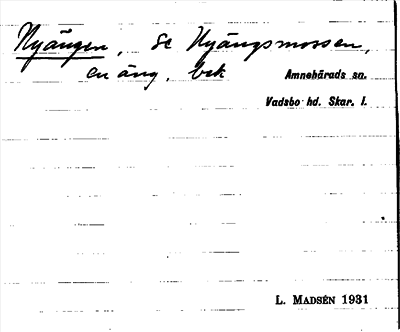 Nyängen, se Nyängsmossen,
en äng, bek
Amnehärads sn.
Vadsbo hd. Skar. l.
L. MADSÉN 1931